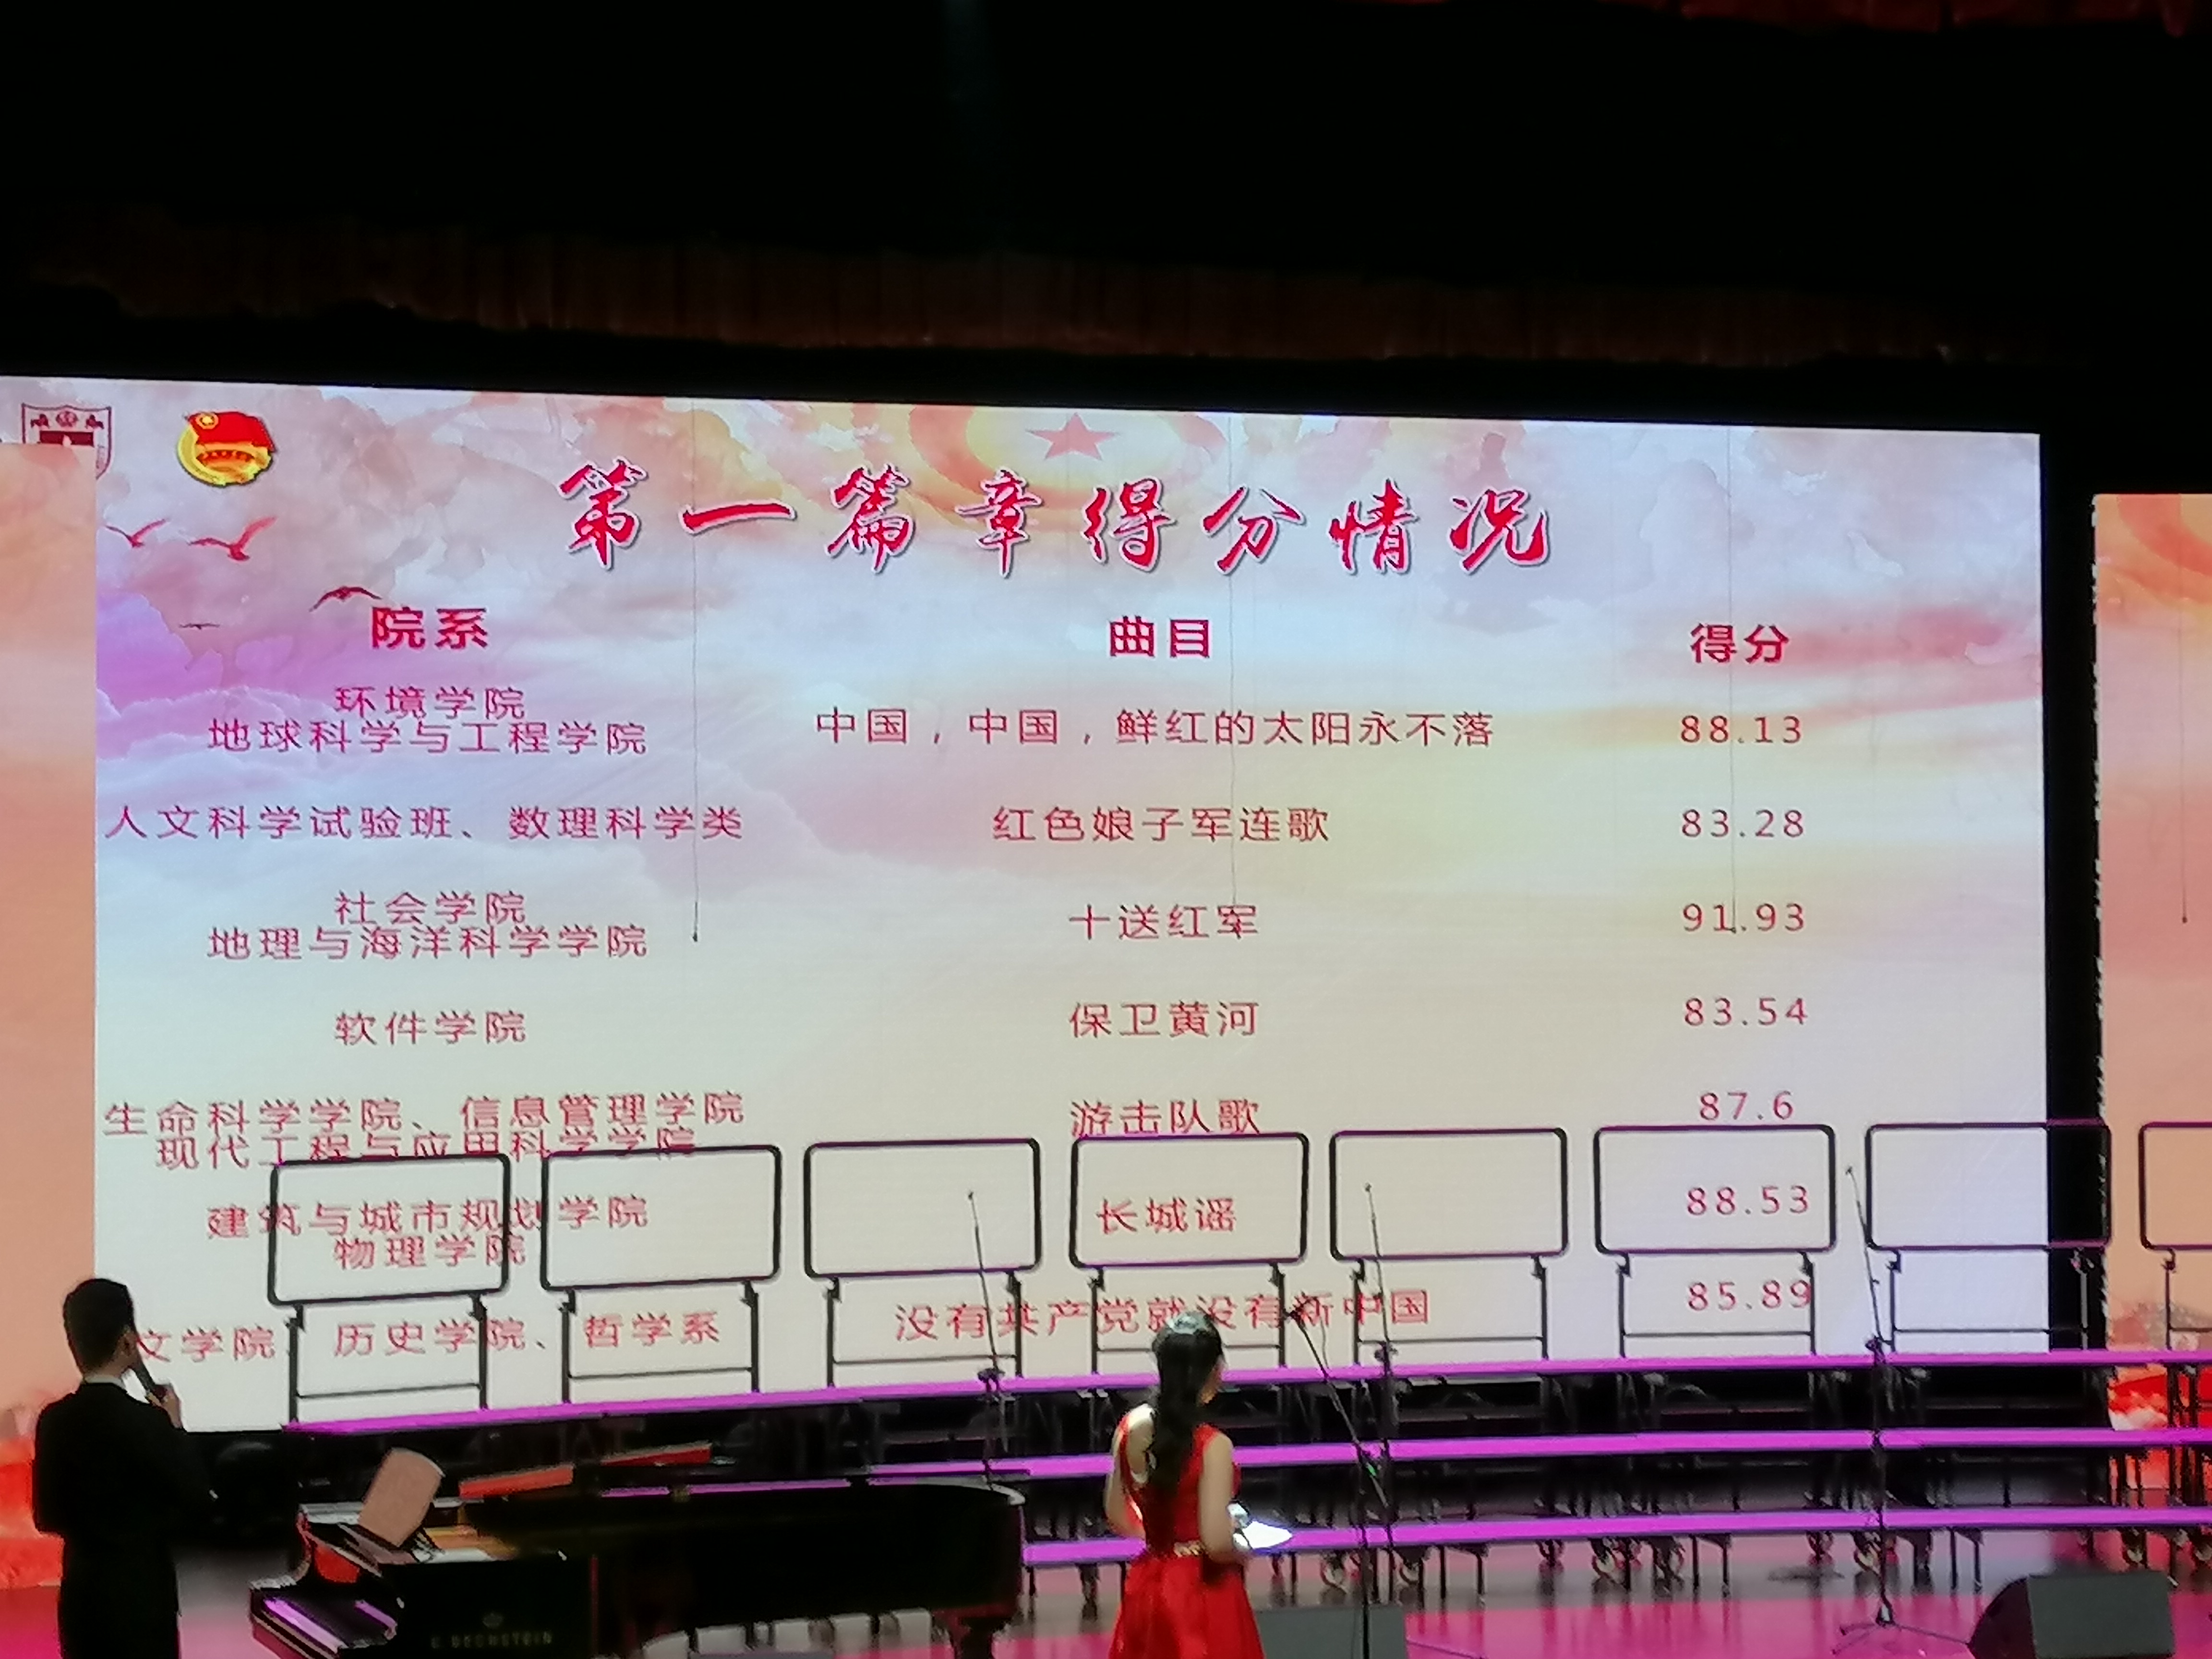 第一篇章得分情况
院系 曲目 得分
环境学院
地球科学与工程学院 中国，中国，鲜红的太阳永不落 88.13
人文科学试验班、数理科学类 红色娘子军连歌 83.28
社会学院
地理与海洋科学学院 十送红军 91.93
软件学院 保卫黄河 83.54
生命科学学院、信息管理学院 游击队歌 87.6
现代工程与应用科学学院
建筑与城市规划学院 长城谣 88.53
物理学院
文学院、历史学院、哲学系 没有共产党就没有新中国 85.89
C. BECHSTEIN